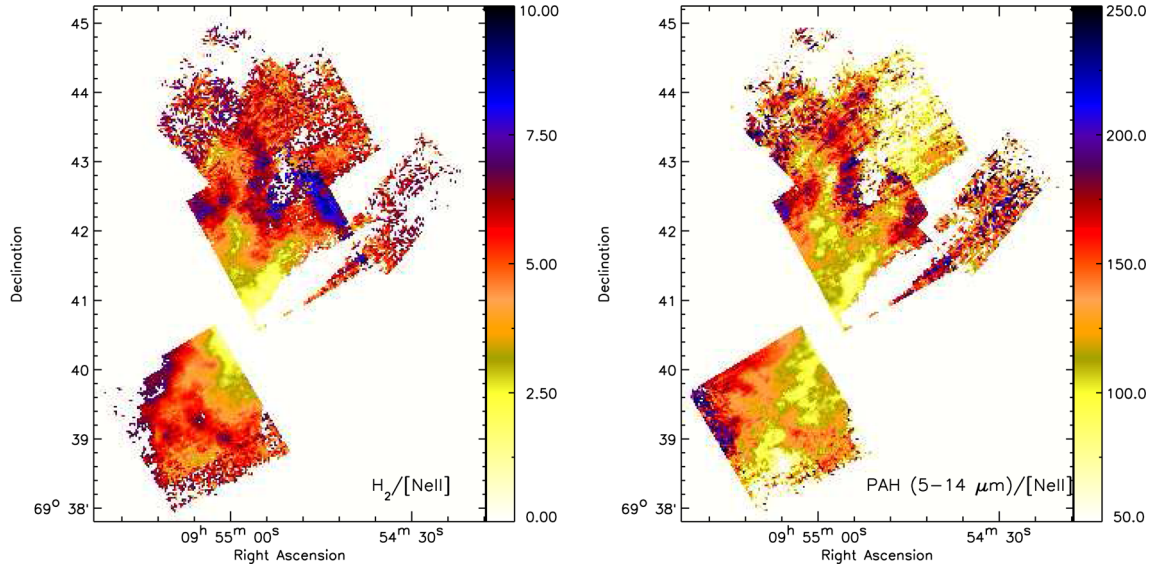 45
44
43
42
41
40
39
69° 38'
Declination
09ʰ 55ᵐ 00ˢ
54ᵐ 30ˢ
Right Ascension
H₂/[NeII]
10.00
7.50
5.00
2.50
0.00
45
44
43
42
41
40
39
69° 38'
Declination
09ʰ 55ᵐ 00ˢ
54ᵐ 30ˢ
Right Ascension
PAH (5−14 μm)/[NeII]
250.0
200.0
150.0
100.0
50.0